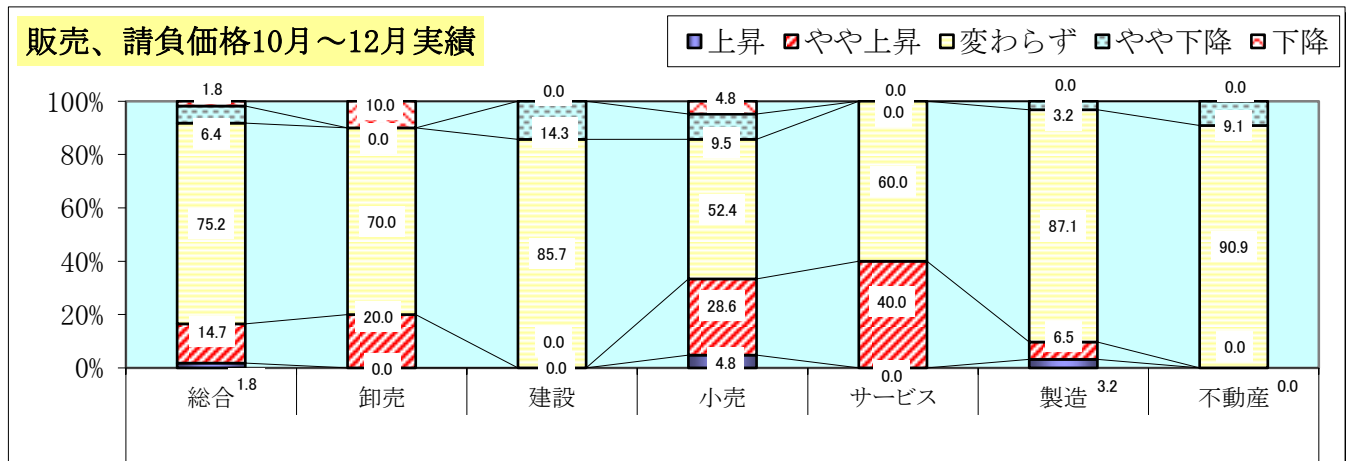 販売、請負価格10月～12月実績
上昇 やや上昇 変わらず やや下降 下降
100%
80%
60%
40%
20%
0%
1.8 10.0 0.0 4.8 0.0 0.0 0.0
6.4 0.0 14.3 9.5 0.0 3.2 9.1
75.2 70.0 85.7 52.4 60.0 87.1 90.9
14.7 20.0 0.0 28.6 40.0 6.5 0.0
1.8 0.0 0.0 4.8 0.0 3.2 0.0
総合 卸売 建設 小売 サービス 製造 不動産